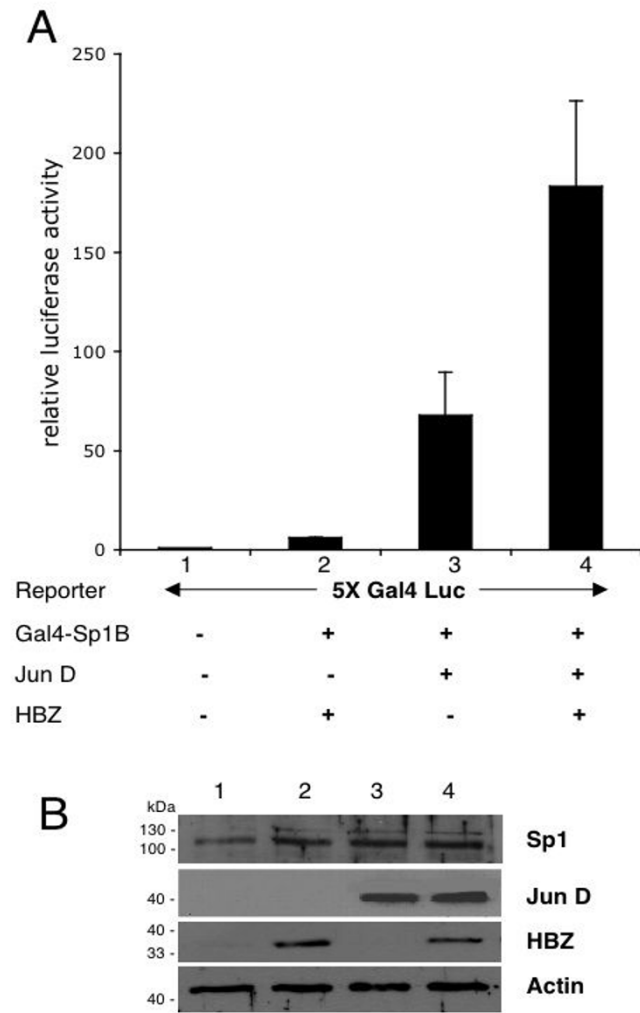 A
250
200
150
100
50
0
relative luciferase activity
1 2 3 4
Reporter 5X Gal4 Luc
Gal4-Sp1B - + + +
Jun D - - + +
HBZ - + - +
B
1 2 3 4
kDa
130 -
100 -
Sp1
40 -
Jun D
40 -
33 -
HBZ
40 -
Actin